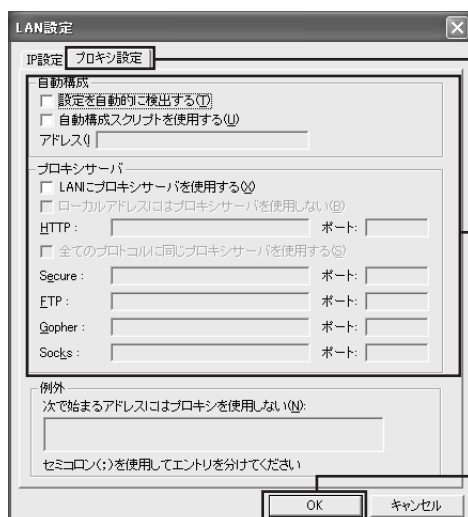 LAN設定
IP設定 プロキシ設定
自動構成
設定を自動的に検出する(T)
自動構成スクリプトを使用する(U)
アドレス(
プロキシサーバ
LANにプロキシサーバを使用する(X)
ローカルアドレスにはプロキシサーバを使用しない(B)
HTTP : ポート:
全てのプロトコルに同じプロキシサーバを使用する(S)
Secure : ポート:
FTP : ポート:
Gopher : ポート:
Socks : ポート:
例外
次で始まるアドレスにはプロキシを使用しない(N):
セミコロン(;)を使用してエントリを分けてください
OK キャンセル